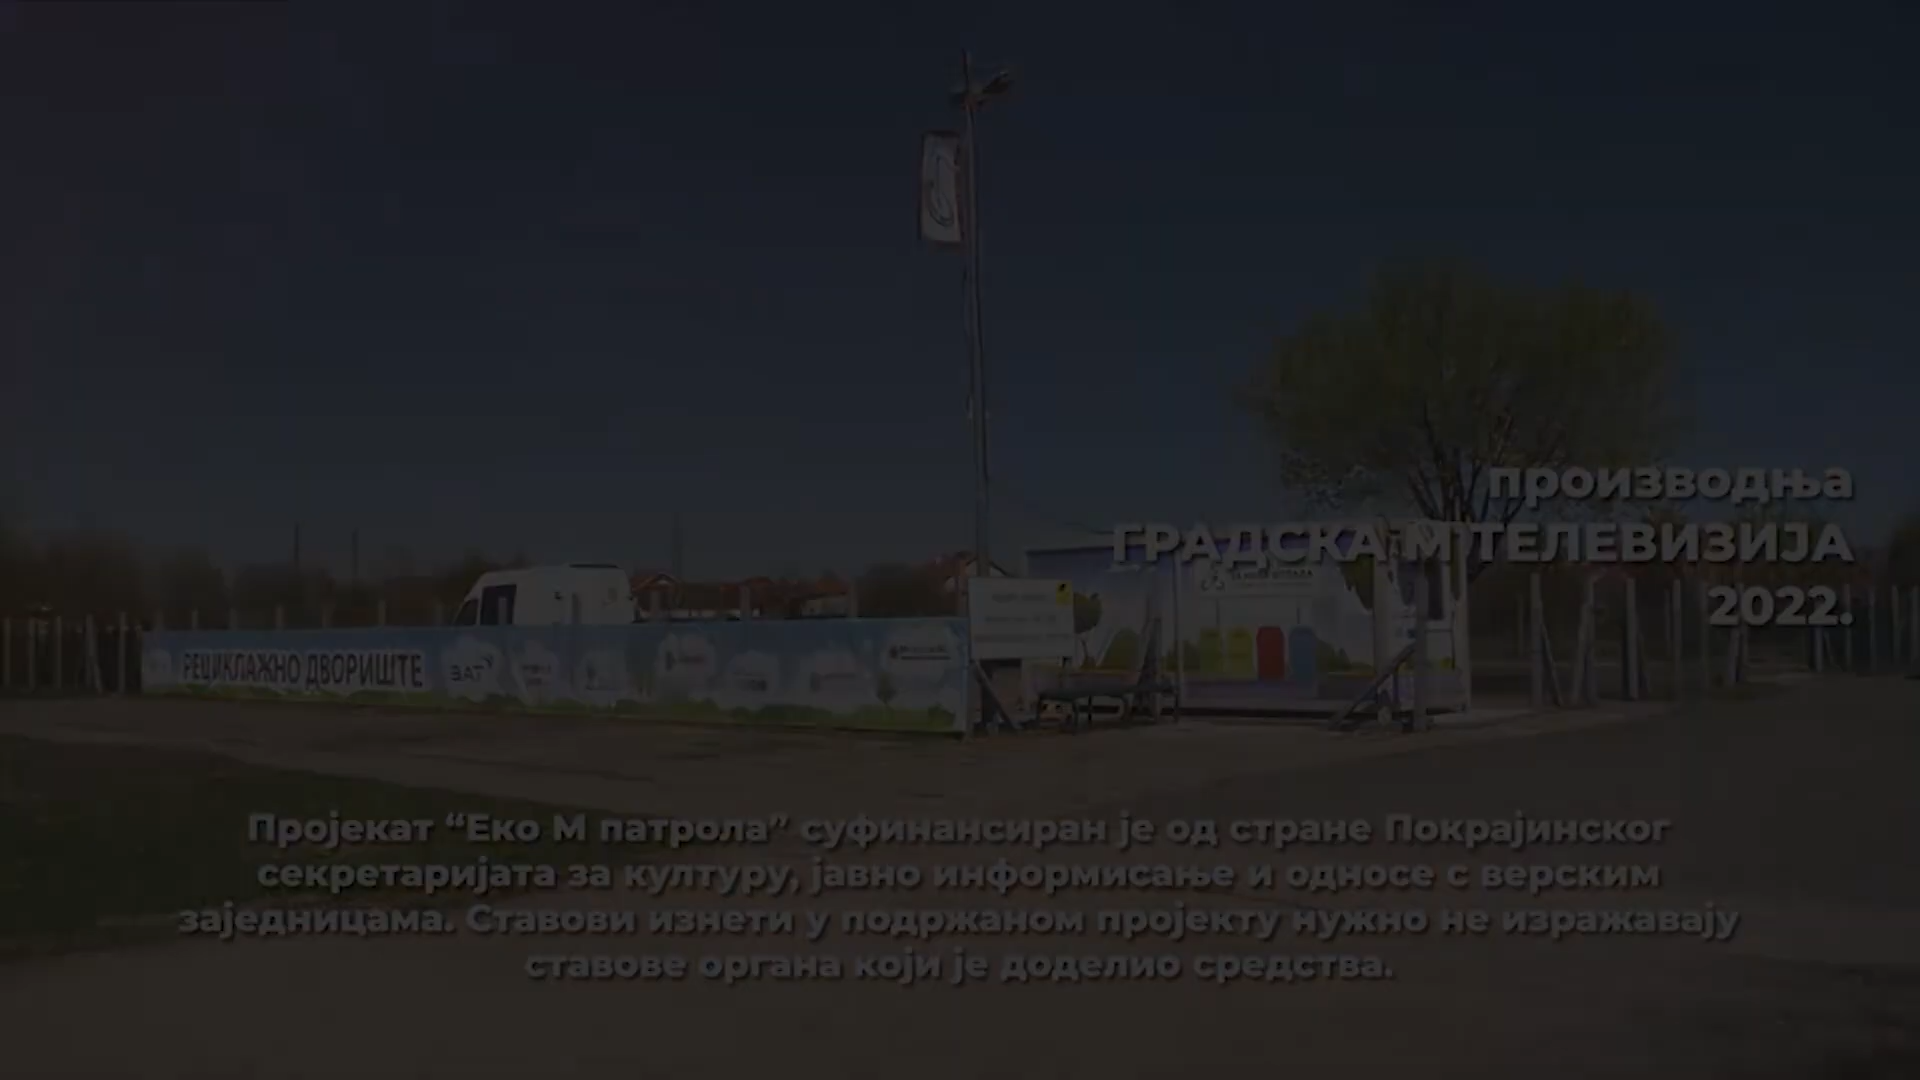 производња
ГРАДСКА М ТЕЛЕВИЗИЈА
2022.
РЕЦИКЛАЖНО ДВОРИШТЕ
Пројекат “Еко М патрола” суфинансиран је од стране Покрајинског
секретаријата за културу, јавно информисање и односе с верским
заједницама. Ставови изнети у подржаном пројекту нужно не изражавају
ставове органа који је доделио средства.